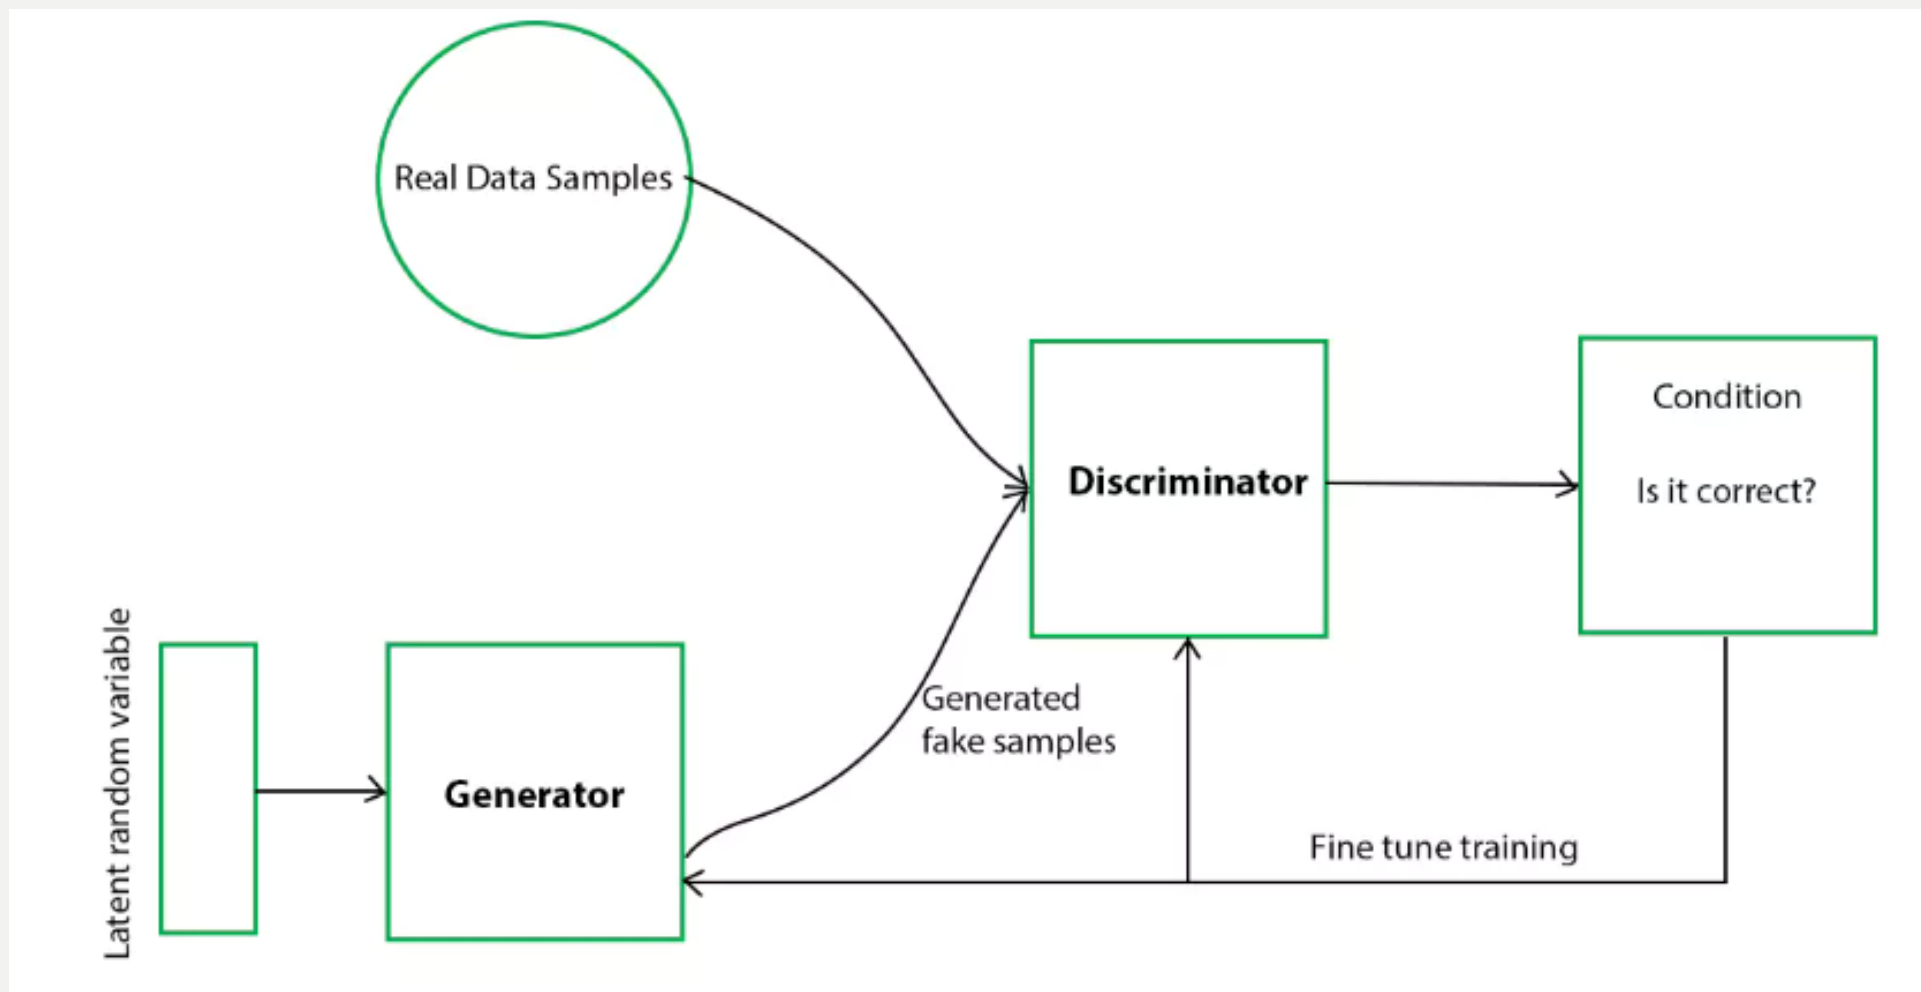 Real Data Samples
Discriminator
Condition
Is it correct?
Latent random variable
Generator
Generated
fake samples
Fine tune training